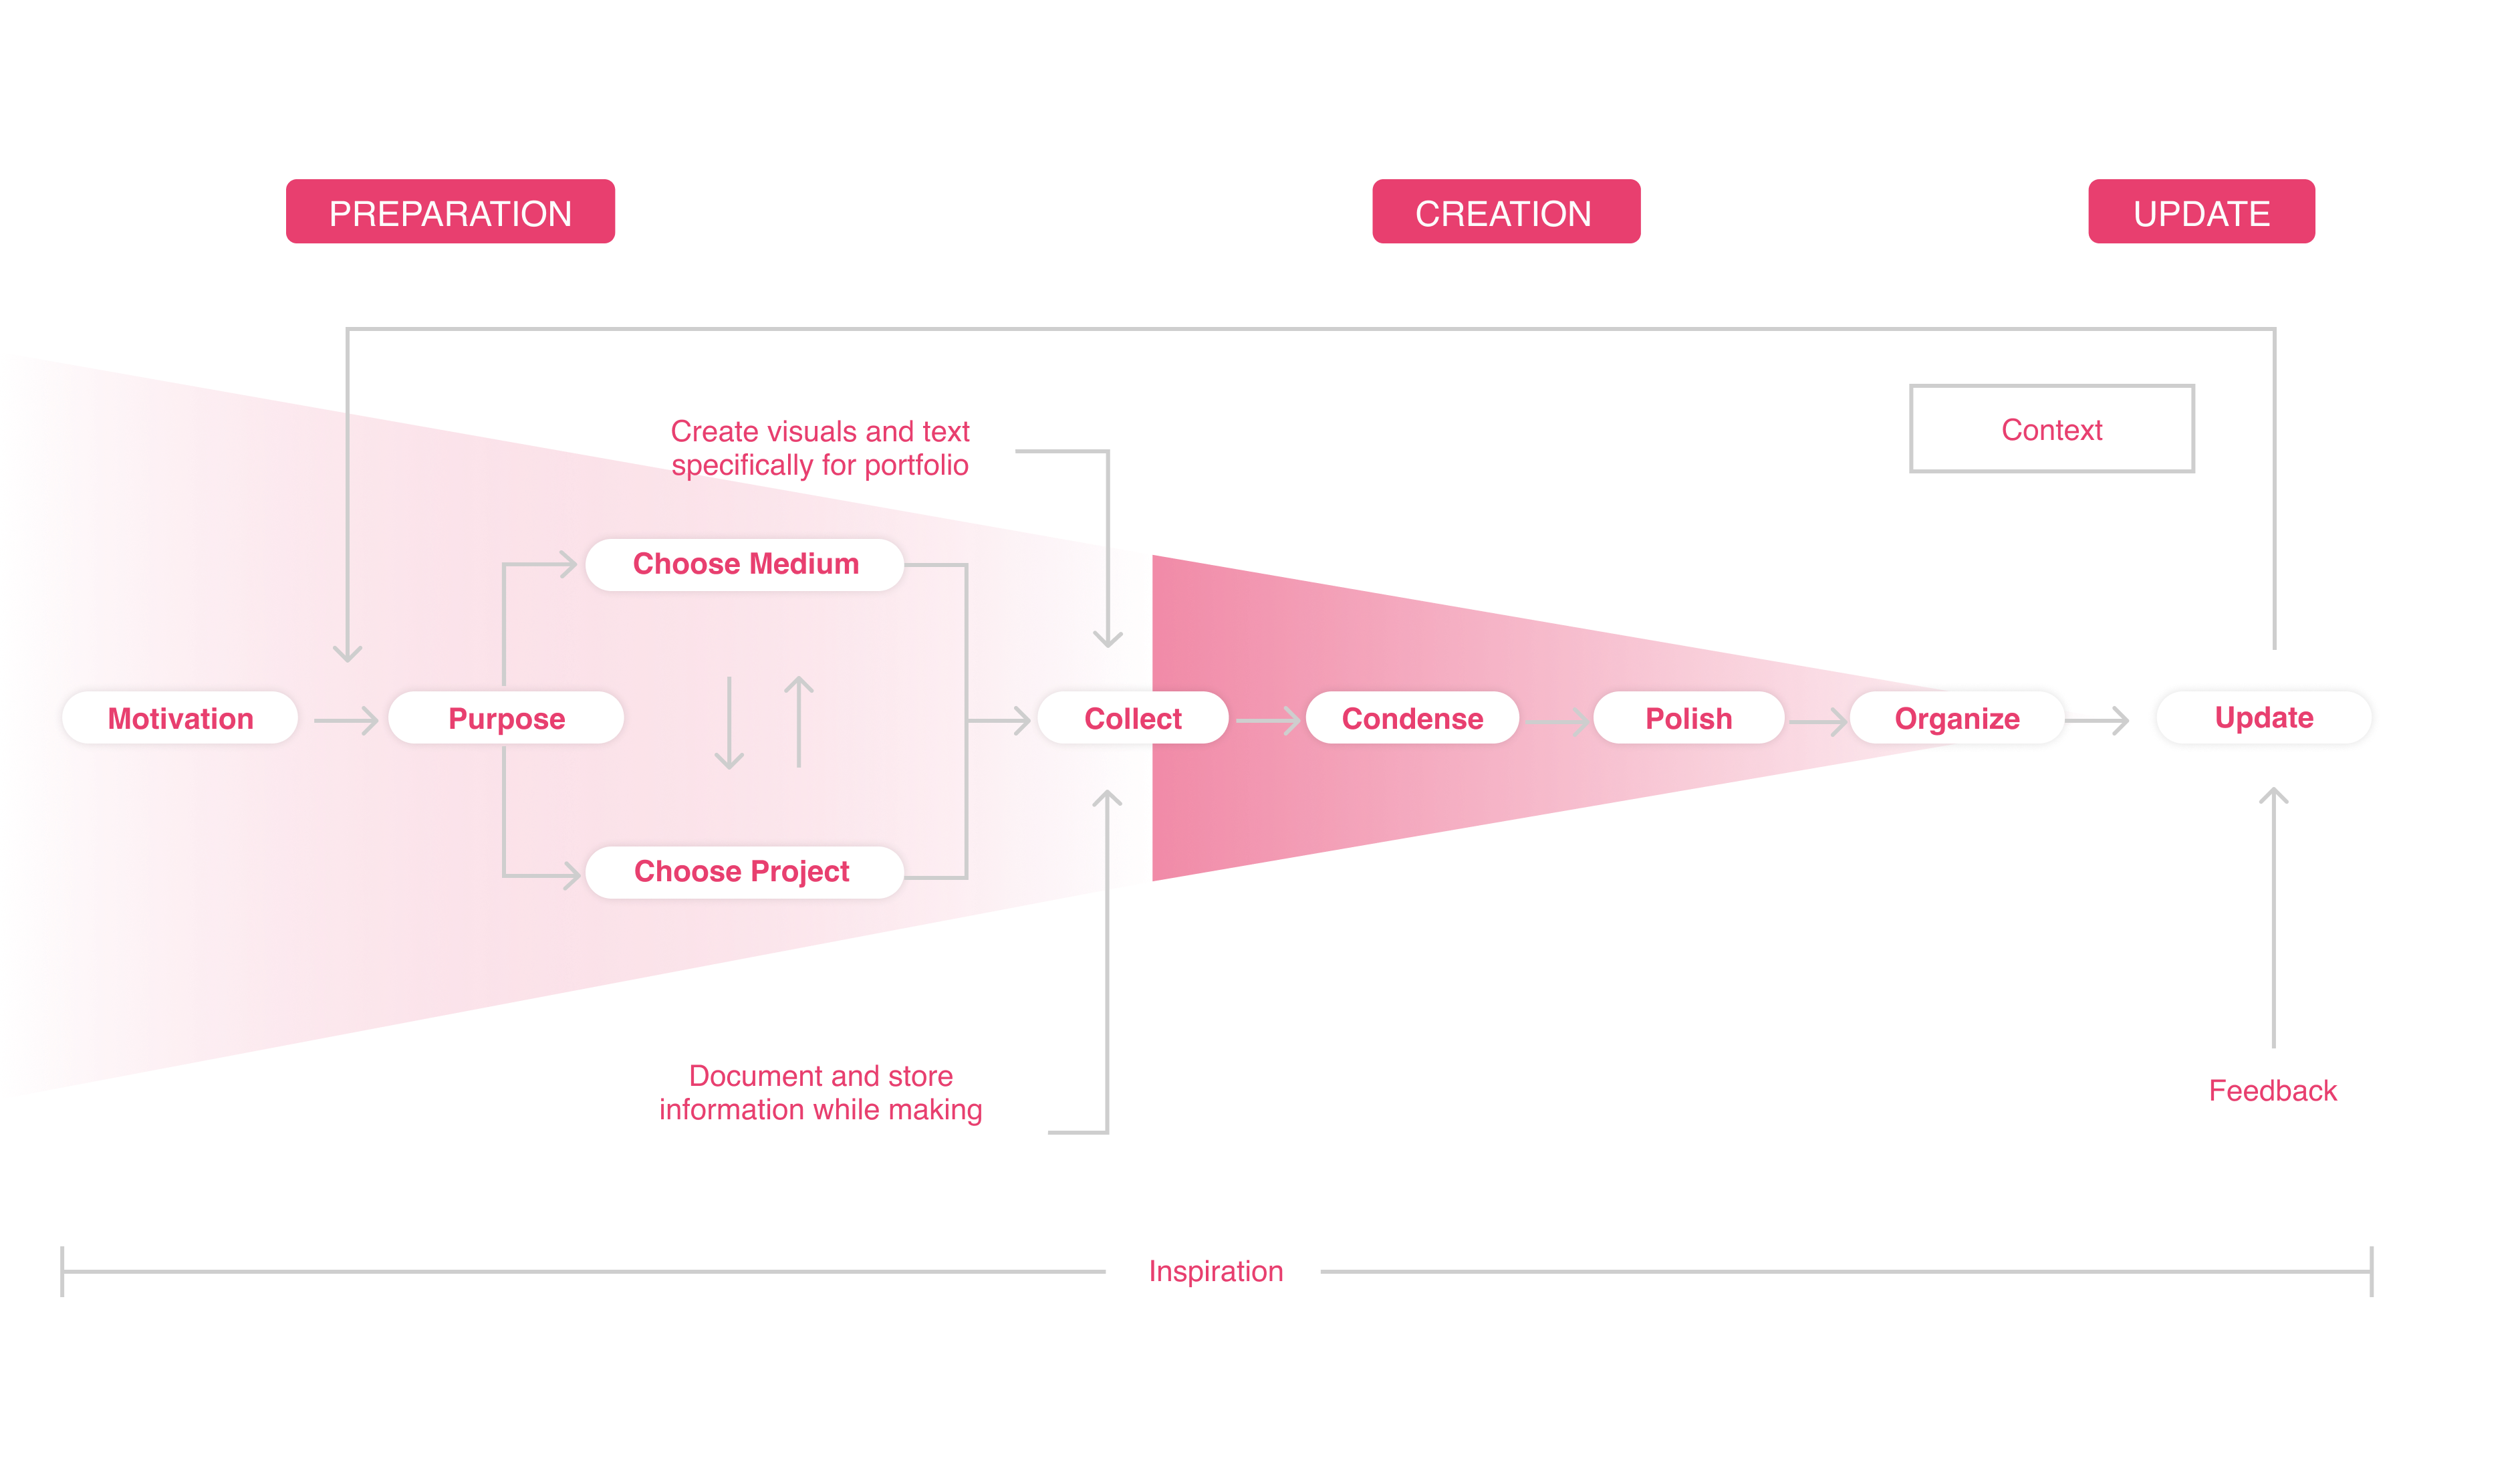 PREPARATION
CREATION
UPDATE
Create visuals and text
specifically for portfolio
Context
Choose Medium
Motivation
Purpose
Collect
Condense
Polish
Organize
Update
Choose Project
Document and store
information while making
Feedback
Inspiration